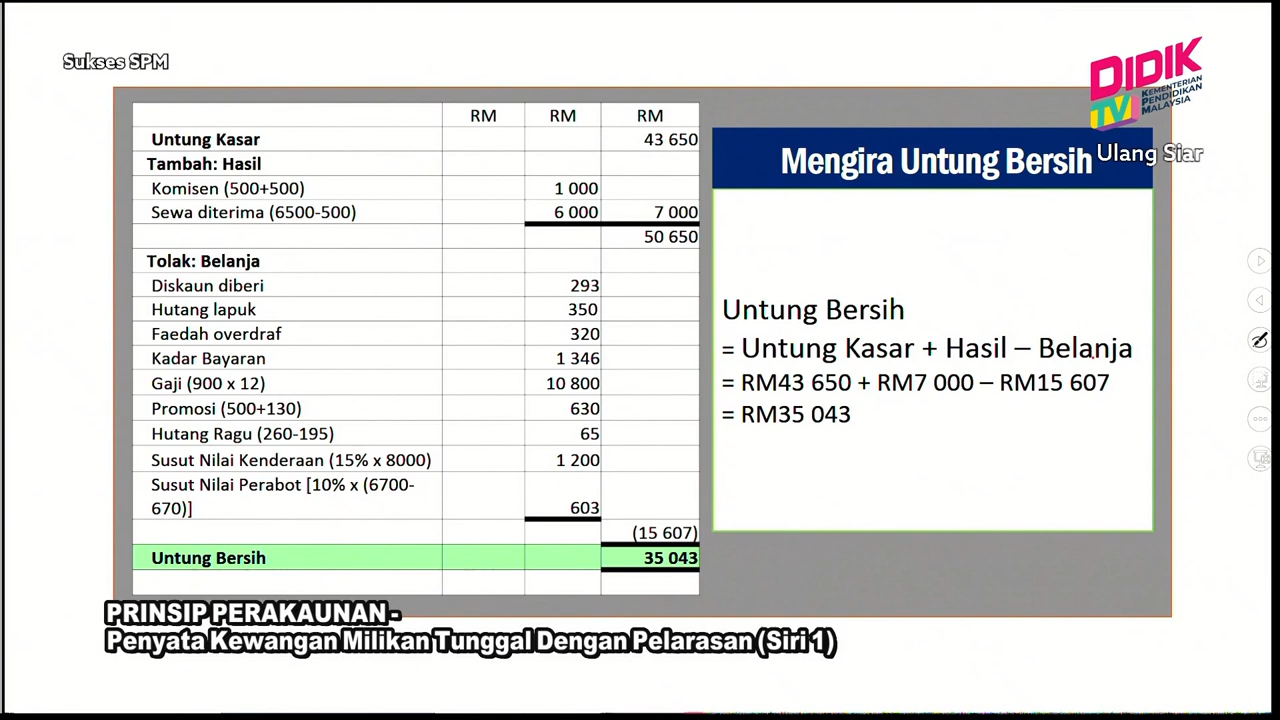 Sukses SPM
DIDIK
TV
KEMENTERIAN
PENDIDIKAN
MALAYSIA
Ulang Siar
RM RM RM
Untung Kasar 43 650
Tambah: Hasil
Komisen (500+500) 1 000
Sewa diterima (6500-500) 6 000 7 000
50 650
Tolak: Belanja
Diskaun diberi 293
Hutang lapuk 350
Faedah overdraf 320
Kadar Bayaran 1 346
Gaji (900 x 12) 10 800
Promosi (500+130) 630
Hutang Ragu (260-195) 65
Susut Nilai Kenderaan (15% x 8000) 1 200
Susut Nilai Perabot [10% x (6700-
670)] 603
(15 607)
Untung Bersih 35 043
Mengira Untung Bersih
Untung Bersih
= Untung Kasar + Hasil – Belanja
= RM43 650 + RM7 000 – RM15 607
= RM35 043
PRINSIP PERAKAUNAN -
Penyata Kewangan Milikan Tunggal Dengan Pelarasan (Siri 1)